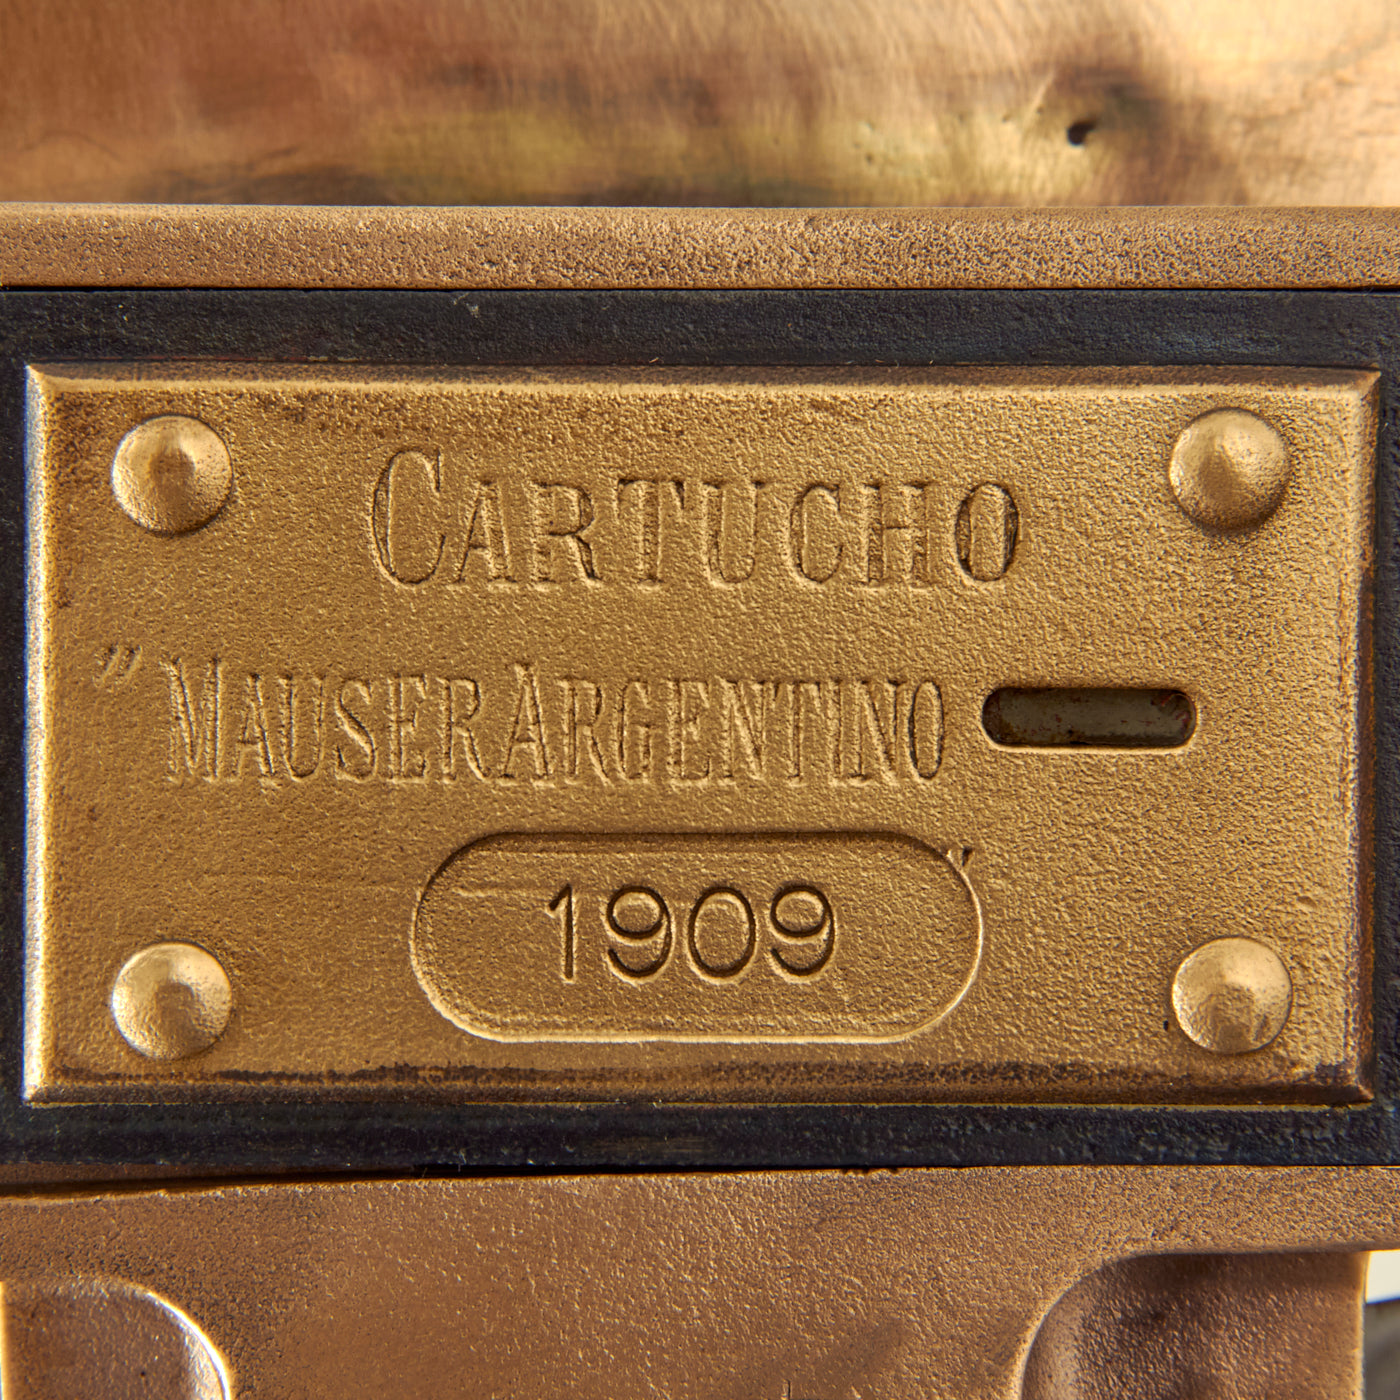 CARTUCHO
"MAUSER ARGENTINO
1909"